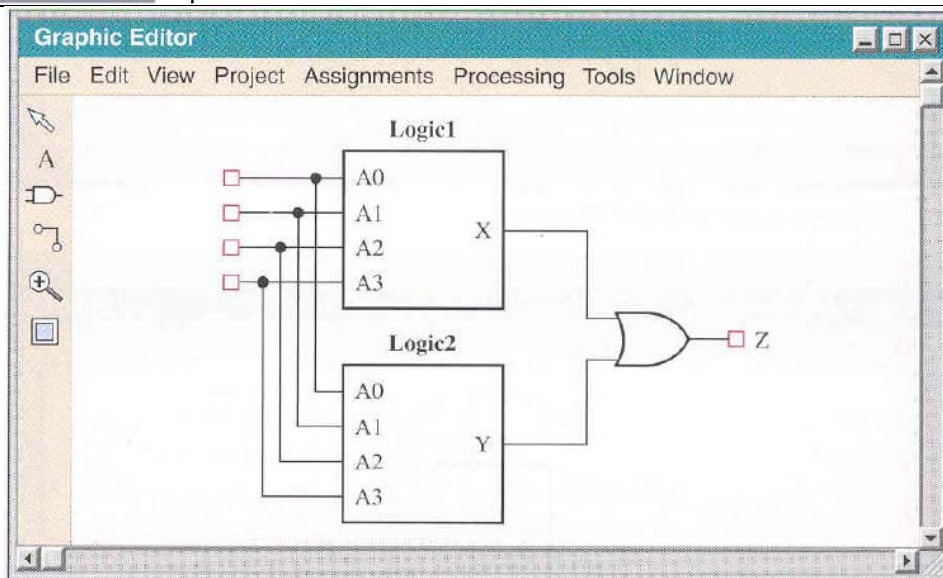 Graphic Editor
File Edit View Project Assignments Processing Tools Window
A
Logic1
A0
A1
A2
A3
X
Logic2
A0
A1
A2
A3
Y
Z